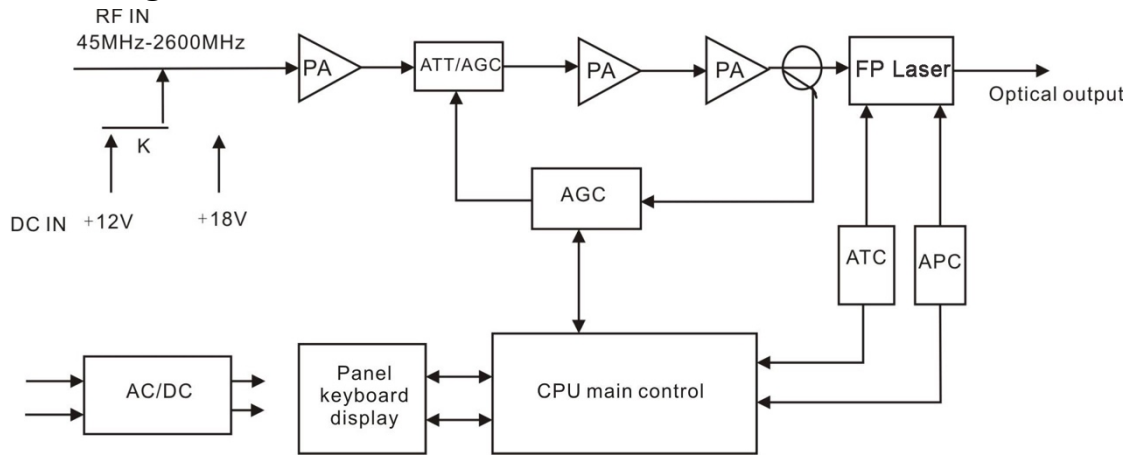 RF IN
45MHz-2600MHz
PA
ATT/AGC
PA
PA
FP Laser
Optical output
K
DC IN +12V +18V
AGC
ATC
APC
AC/DC
Panel
keyboard
display
CPU main control